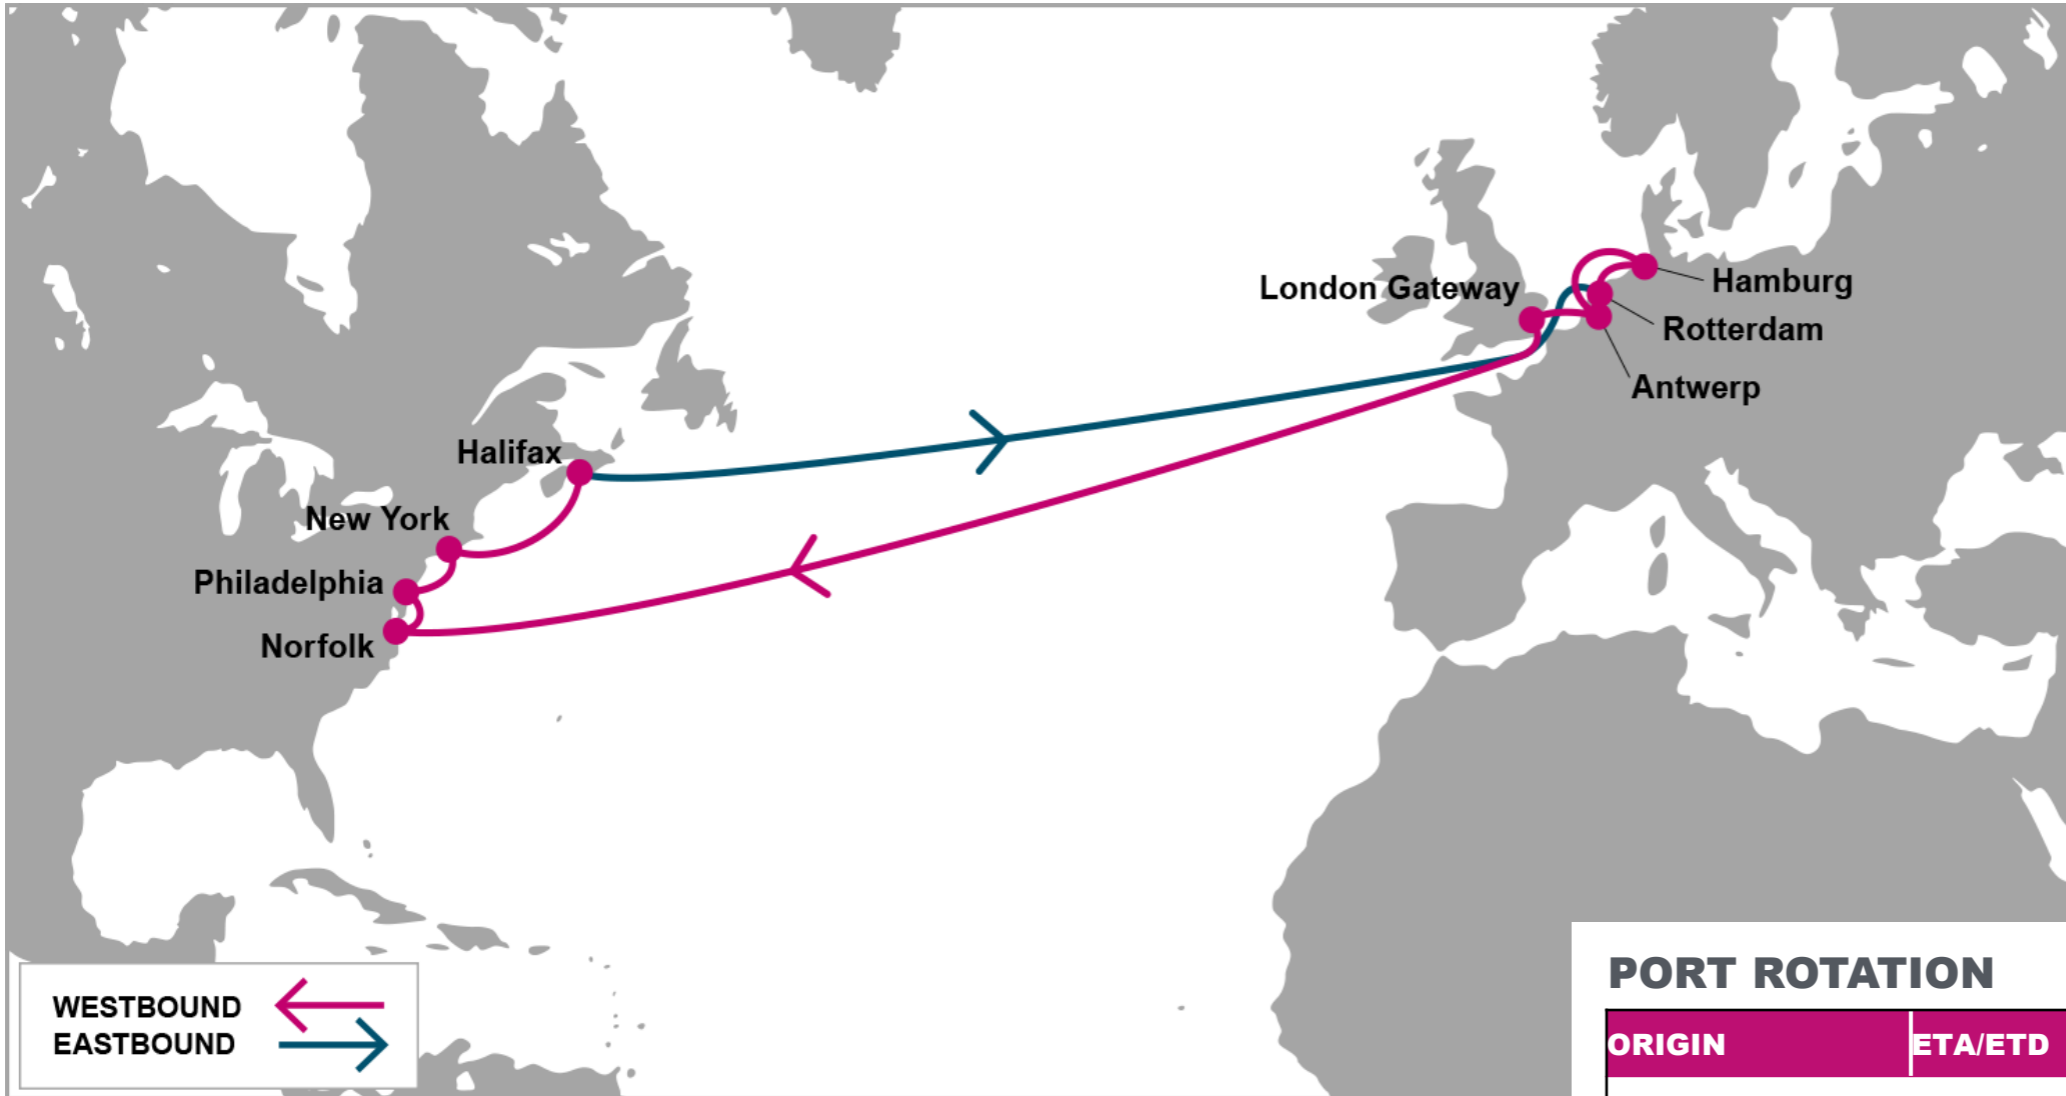 Hamburg
London Gateway
Rotterdam
Antwerp
Halifax
New York
Philadelphia
Norfolk
PORT ROTATION
WESTBOUND
EASTBOUND
ORIGIN
ETA/ETD